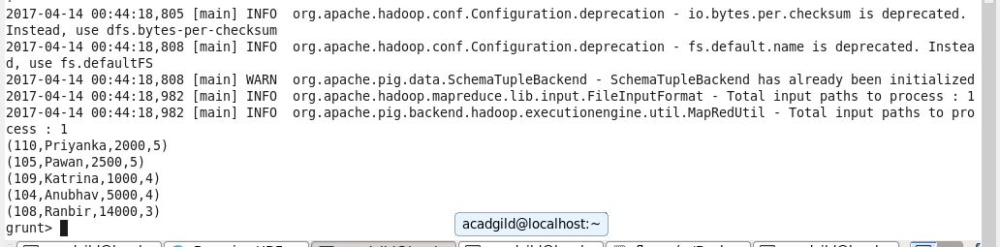 2017-04-14 00:44:18,805 [main] INFO  org.apache.hadoop.conf.Configuration.deprecation - io.bytes.per.checksum is deprecated.
Instead, use dfs.bytes-per-checksum
2017-04-14 00:44:18,808 [main] INFO  org.apache.hadoop.conf.Configuration.deprecation - fs.default.name is deprecated. Instea
d, use fs.defaultFS
2017-04-14 00:44:18,808 [main] WARN  org.apache.pig.data.SchemaTupleBackend - SchemaTupleBackend has already been initialized
2017-04-14 00:44:18,982 [main] INFO  org.apache.hadoop.mapreduce.lib.input.FileInputFormat - Total input paths to process : 1
2017-04-14 00:44:18,982 [main] INFO  org.apache.pig.backend.hadoop.executionengine.util.MapRedUtil - Total input paths to pro
cess : 1
(110,Priyanka,2000,5)
(105,Pawan,2500,5)
(109,Katrina,1000,4)
(104,Anubhav,5000,4)
(108,Ranbir,14000,3)
grunt>
acadgild@localhost:~